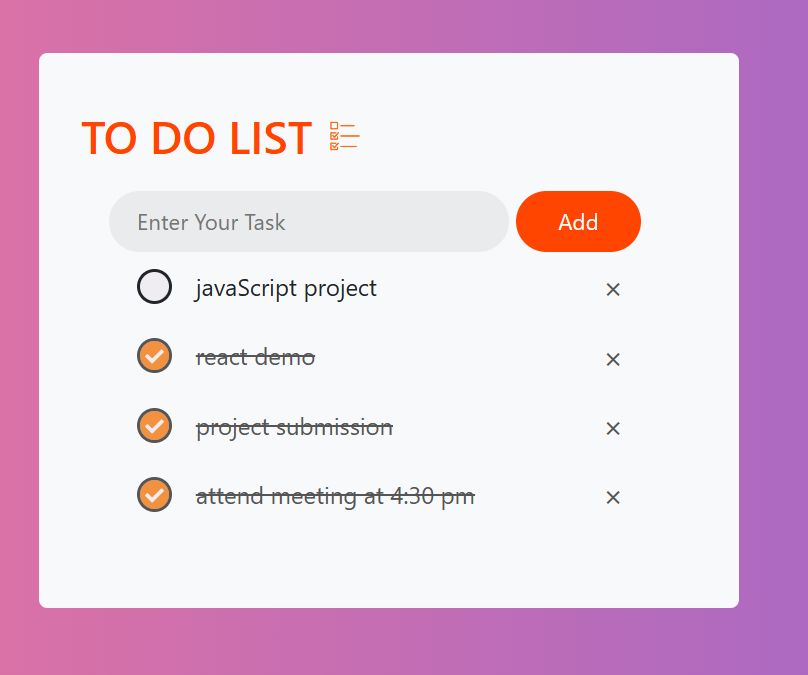 TO DO LIST
Enter Your Task
Add
javaScript project
×
react demo
×
project submission
×
attend meeting at 4:30 pm
×